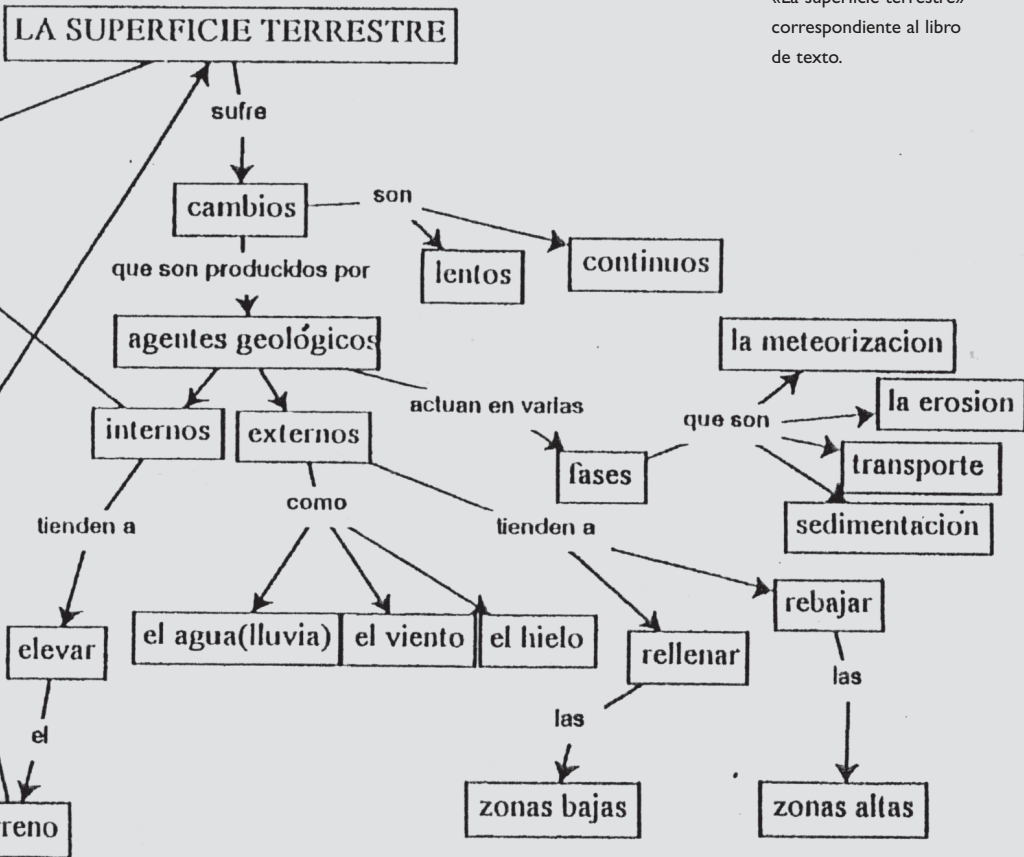 «La superficie terrestre»
correspondiente al libro
de texto.
LA SUPERFICIE TERRESTRE
sufre
cambios
son
lentos
continuos
que son producidos por
agentes geológicos
internos
externos
actuan en varias
fases
que son
la meteorizacion
la erosion
transporte
sedimentación
tienden a
como
tienden a
elevar
el agua(lluvia)
el viento
el hielo
rellenar
rebajar
el
las
las
rreno
zonas bajas
zonas altas